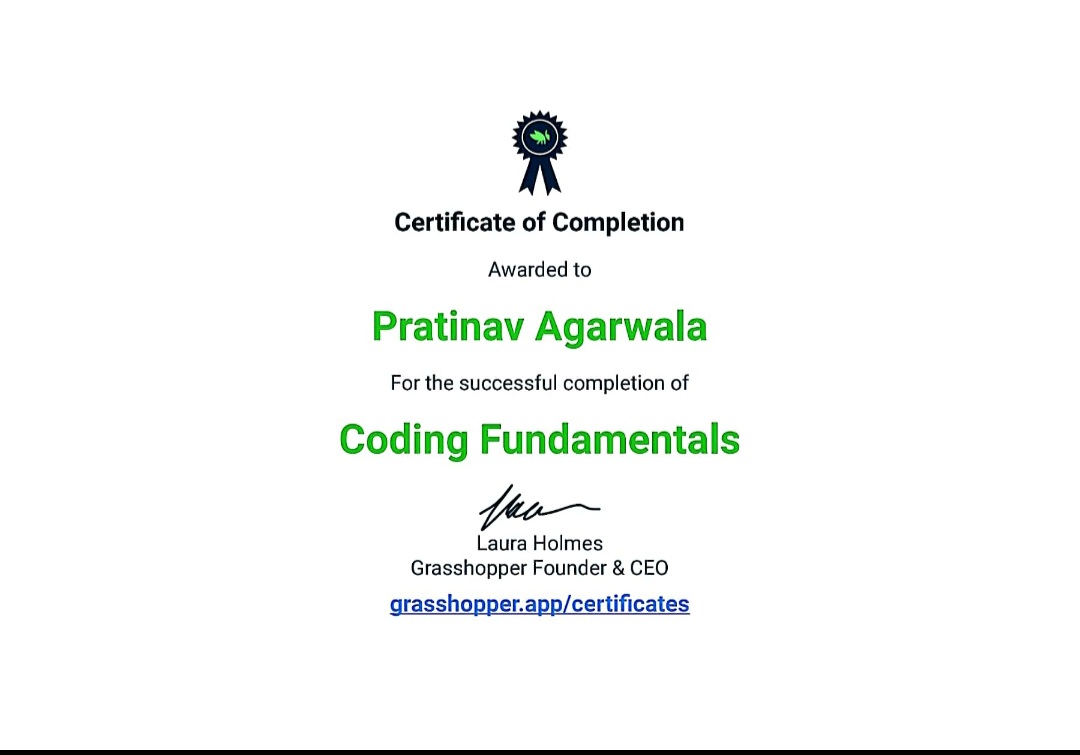 Certificate of Completion
Awarded to
Pratinav Agarwala
For the successful completion of
Coding Fundamentals
Laura Holmes
Grasshopper Founder & CEO
grasshopper.app/certificates